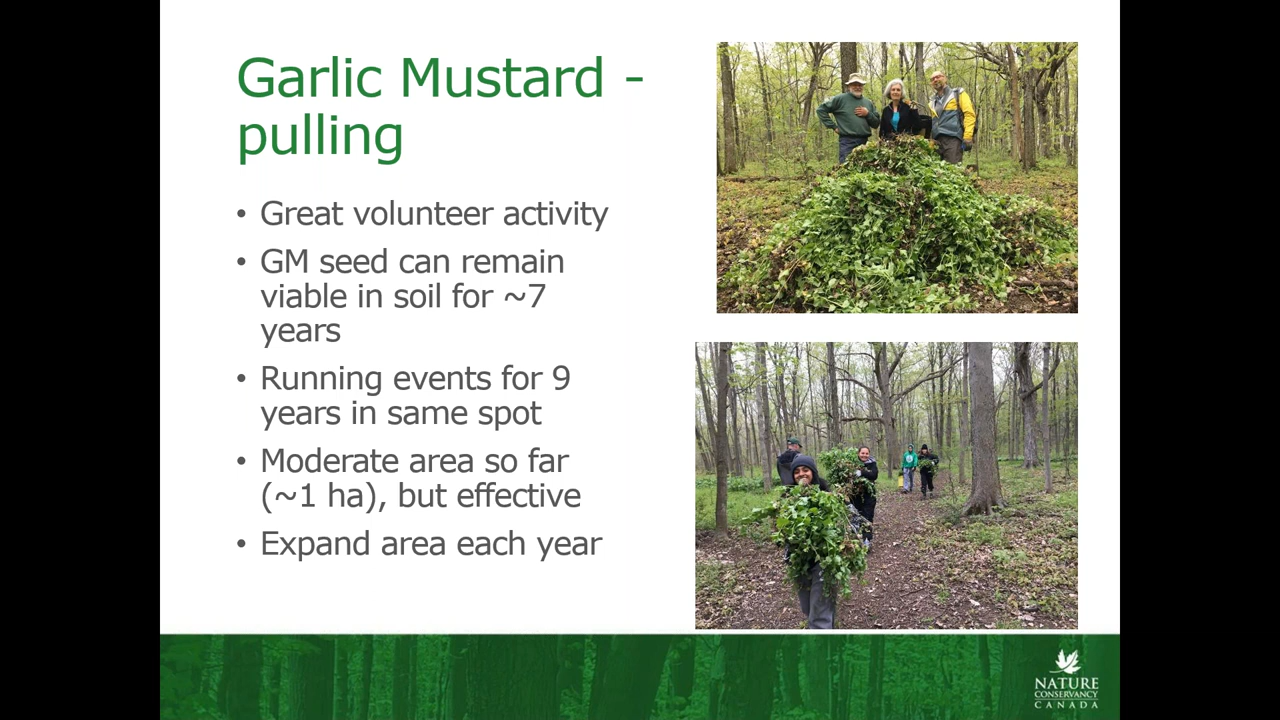 Garlic Mustard -
pulling
• Great volunteer activity
• GM seed can remain
viable in soil for ~7
years
• Running events for 9
years in same spot
• Moderate area so far
(~1 ha), but effective
• Expand area each year
NATURE
CONSERVANCY
CANADA